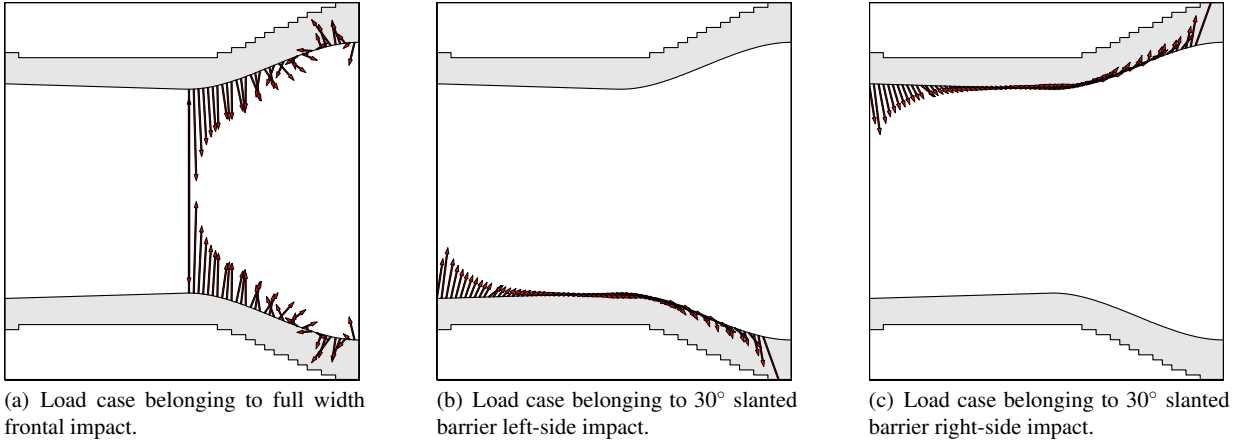 (a) Load case belonging to full width
frontal impact.
(b) Load case belonging to 30° slanted
barrier left-side impact.
(c) Load case belonging to 30° slanted
barrier right-side impact.